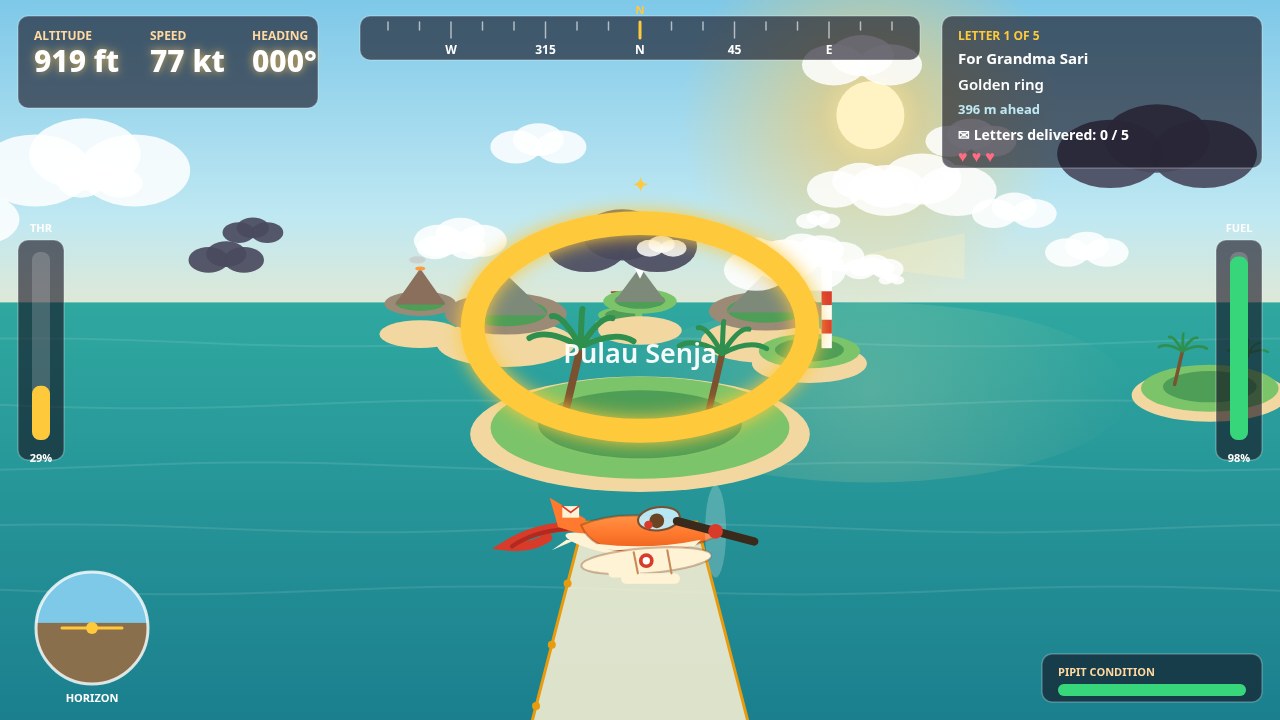 ALTITUDE
919 ft
SPEED
77 kt
HEADING
000°
N
W
315
N
45
E
LETTER 1 OF 5
For Grandma Sari
Golden ring
396 m ahead
✉ Letters delivered: 0 / 5
♥ ♥ ♥
THR
29%
FUEL
98%
Pulau Senja
HORIZON
PIPIT CONDITION